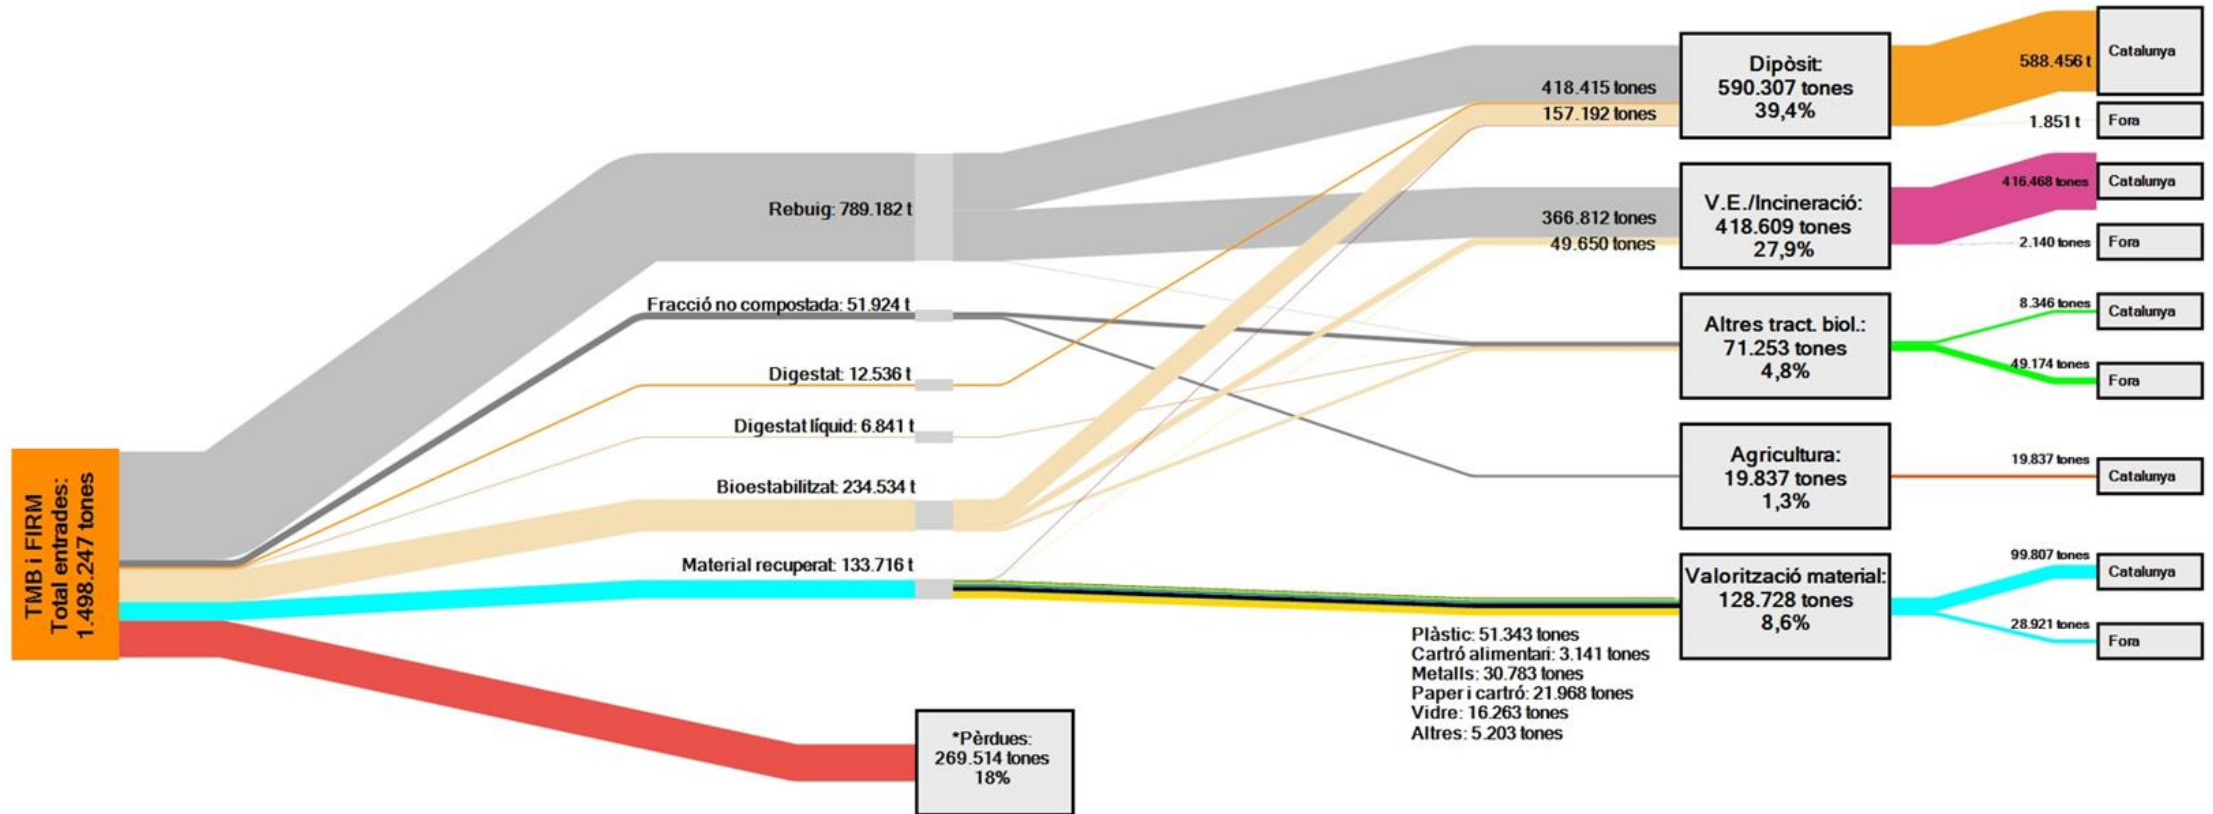 TMB i FIRM
Total entrades:
1.498.247 tones
Rebuig: 789.182 t
Fracció no compostada: 51.924 t
Digestat: 12.536 t
Digestat líquid: 6.841 t
Bioestabilitzat: 234.534 t
Material recuperat: 133.716 t
*Pèrdues:
269.514 tones
18%
418.415 tones
157.192 tones
366.812 tones
49.650 tones
Plàstic: 51.343 tones
Cartró alimentari: 3.141 tones
Metalls: 30.783 tones
Paper i cartró: 21.968 tones
Vidre: 16.263 tones
Altres: 5.203 tones
Dipòsit:
590.307 tones
39,4%
V.E./Incineració:
418.609 tones
27,9%
Altres tract. biol.:
71.253 tones
4,8%
Agricultura:
19.837 tones
1,3%
Valorització material:
128.728 tones
8,6%
588.456 t
Catalunya
1.851 t
Fora
416.468 tones
Catalunya
2.140 tones
Fora
8.346 tones
Catalunya
49.174 tones
Fora
19.837 tones
Catalunya
99.807 tones
Catalunya
28.921 tones
Fora